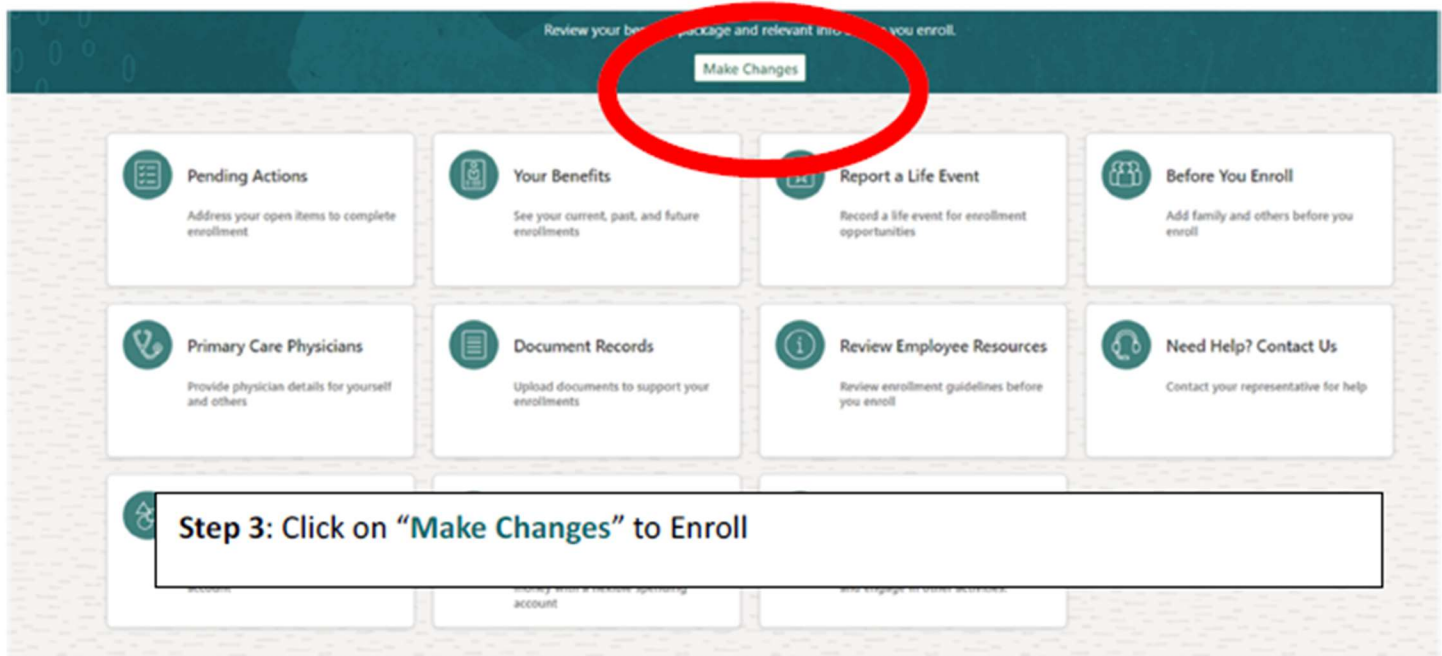 Review your package and relevant you enroll.
Make Changes
Pending Actions
Address your open items to complete
enrollment
Your Benefits
See your current, past, and future
enrollments
Report a Life Event
Record a life event for enrollment
opportunities
Before You Enroll
Add family and others before you
enroll
Primary Care Physicians
Provide physician details for yourself
and others
Document Records
Upload documents to support your
enrollments
Review Employee Resources
Review enrollment guidelines before
you enroll
Need Help? Contact Us
Contact your representative for help
Step 3: Click on “Make Changes” to Enroll
account
money with a flexible spending
account
and engage in other activities.